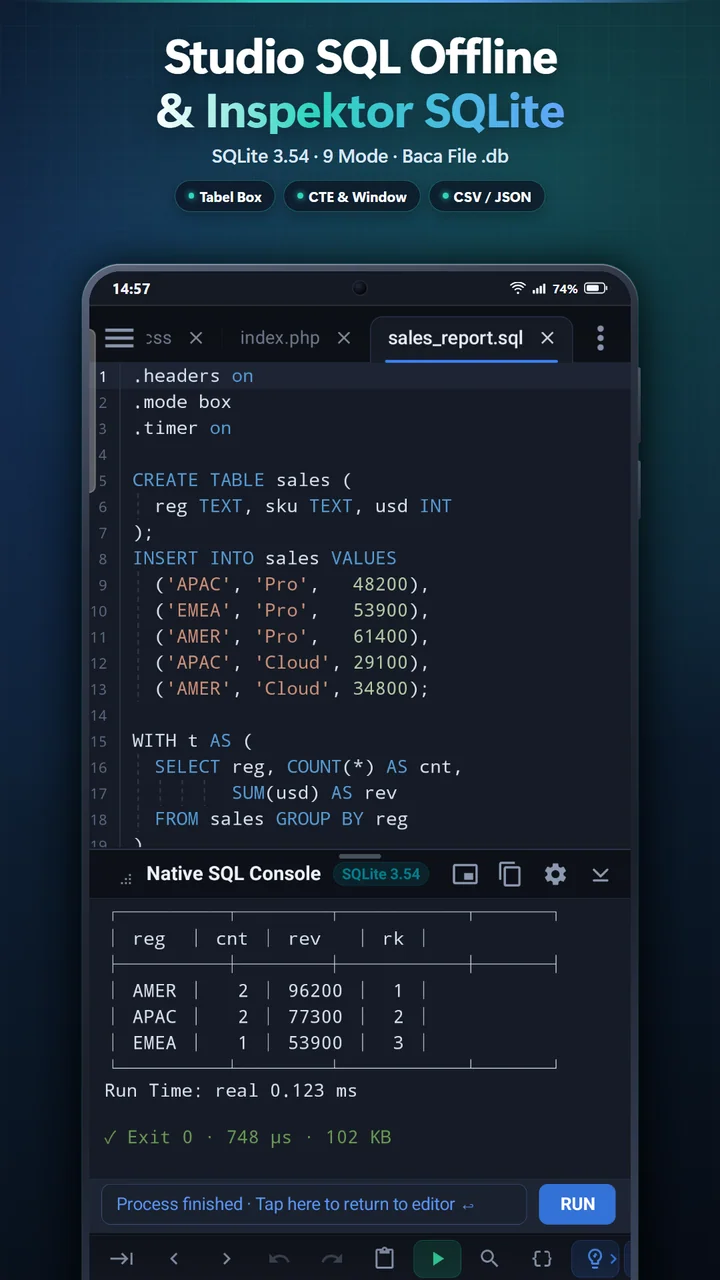 Studio SQL Offline
& Inspektor SQLite
SQLite 3.54 · 9 Mode · Baca File .db
Tabel Box
CTE & Window
CSV / JSON
14:57
74%
css
index.php
sales_report.sql
1 .headers on
2 .mode box
3 .timer on
4
5 CREATE TABLE sales (
6 reg TEXT, sku TEXT, usd INT
7 );
8 INSERT INTO sales VALUES
9 ('APAC', 'Pro', 48200),
10 ('EMEA', 'Pro', 53900),
11 ('AMER', 'Pro', 61400),
12 ('APAC', 'Cloud', 29100),
13 ('AMER', 'Cloud', 34800);
14
15 WITH t AS (
16 SELECT reg, COUNT(*) AS cnt,
17 SUM(usd) AS rev
18 FROM sales GROUP BY reg
19 )
Native SQL Console
SQLite 3.54
│ reg │ cnt │ rev │ rk │
│ AMER │ 2 │ 96200 │ 1 │
│ APAC │ 2 │ 77300 │ 2 │
│ EMEA │ 1 │ 53900 │ 3 │
Run Time: real 0.123 ms
✓ Exit 0 · 748 µs · 102 KB
Process finished · Tap here to return to editor ↩
RUN